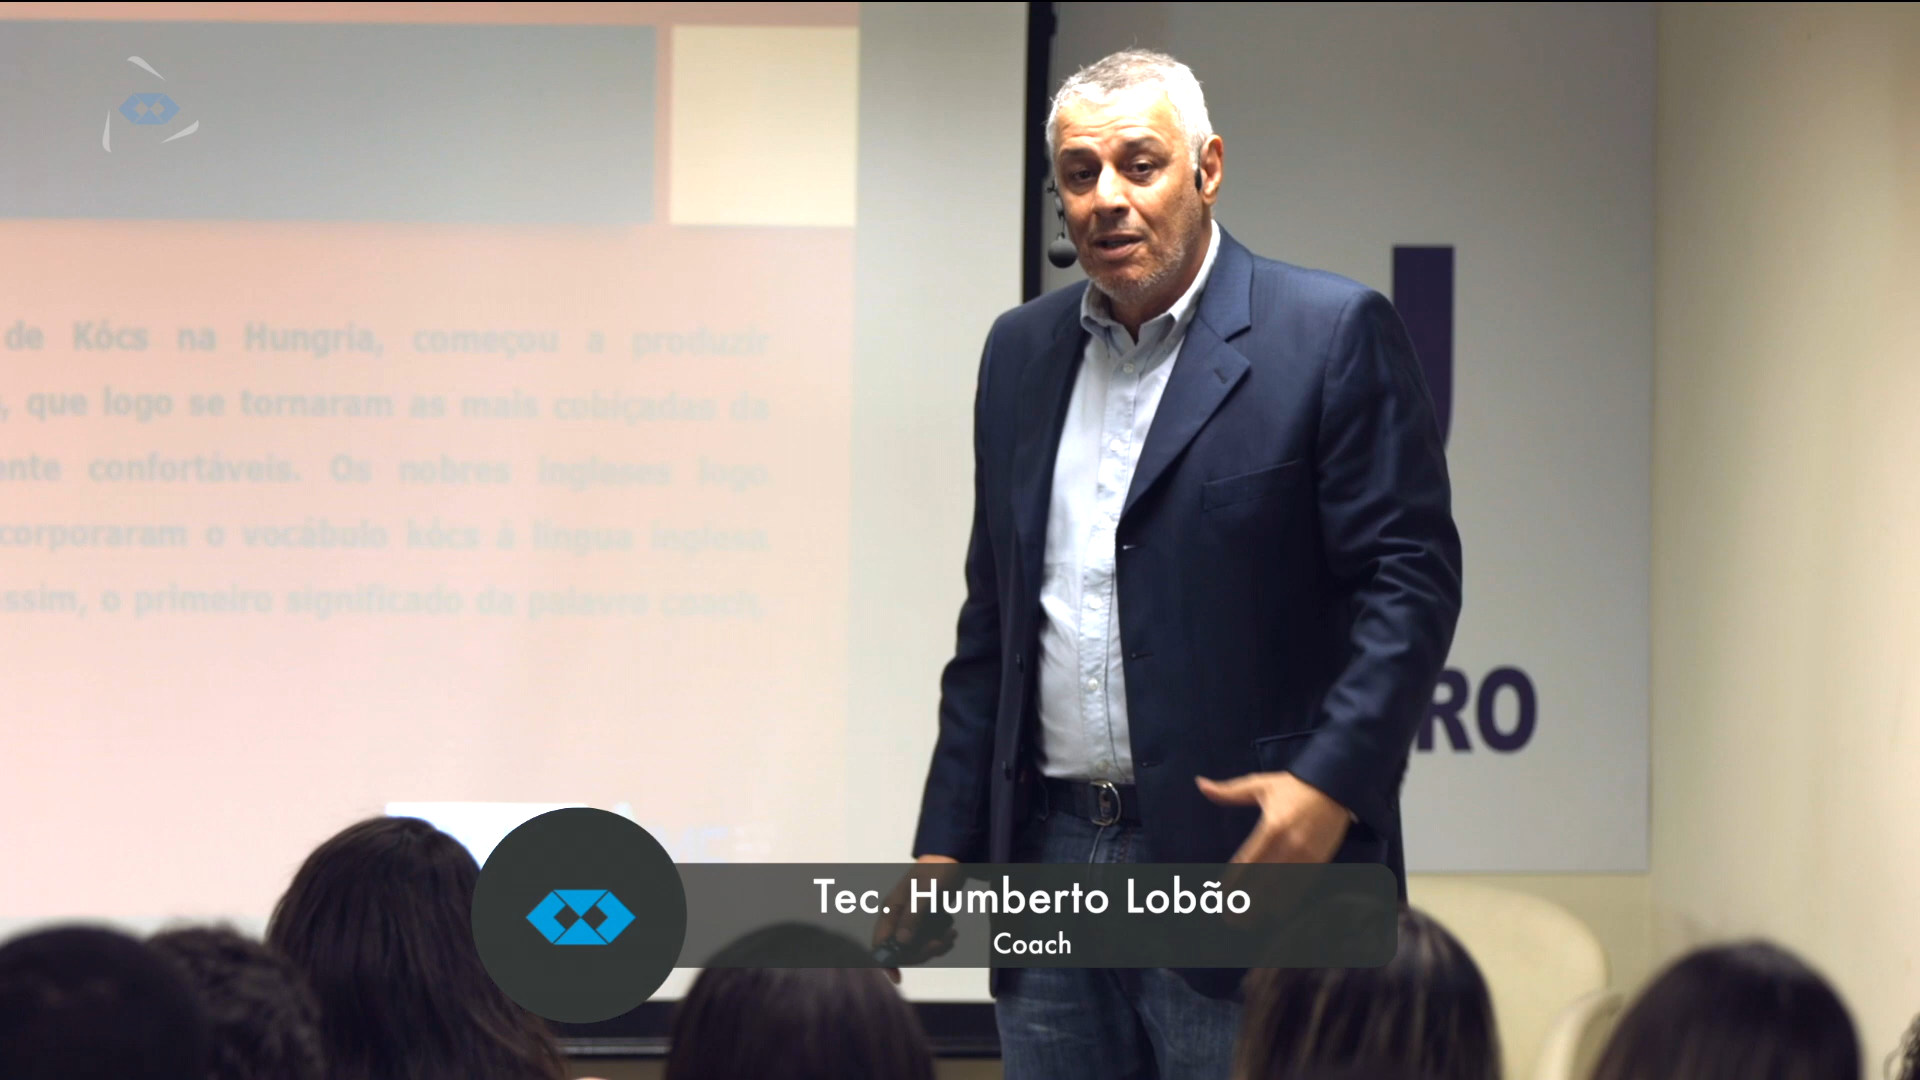 de Kócs na Hungria, começou a produzir
, que logo se tornaram as mais cobiçadas da
ente confortáveis. Os nobres ingleses logo
corporaram o vocábulo kócs á língua inglesa
ssim, o primeiro significado da palavra coach,
RO
Tec. Humberto Lobão
Coach